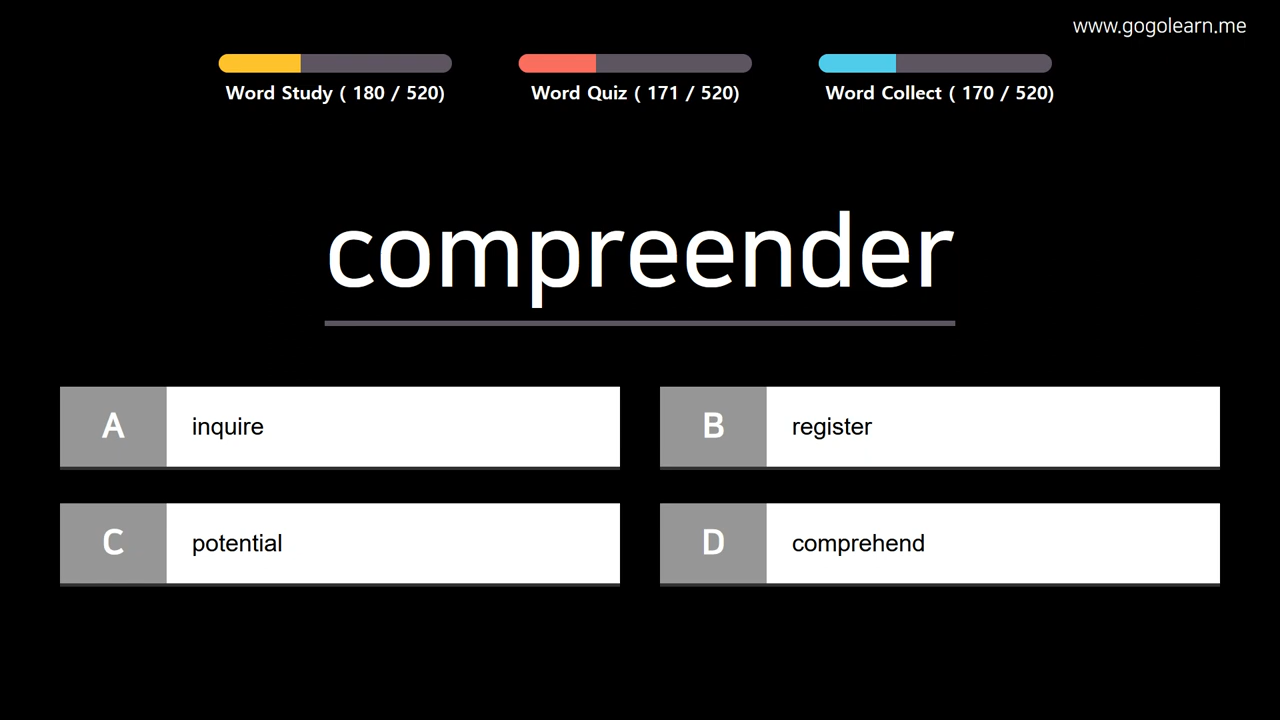 www.gogolearn.me
Word Study ( 180 / 520)
Word Quiz ( 171 / 520)
Word Collect ( 170 / 520)
compreender
A inquire
B register
C potential
D comprehend